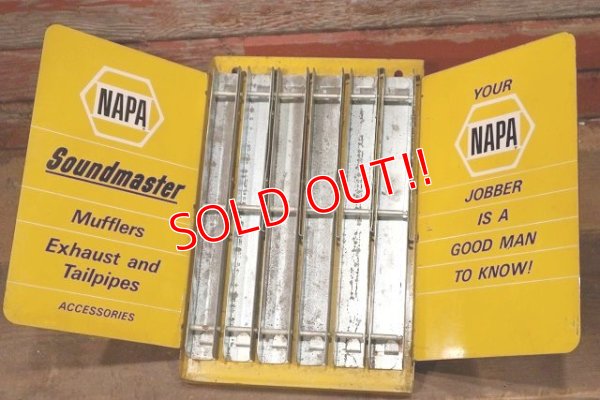 NAPA
Soundmaster
Mufflers
Exhaust and
Tailpipes
ACCESSORIES
SOLD OUT!!
YOUR
NAPA
JOBBER
IS A
GOOD MAN
TO KNOW!